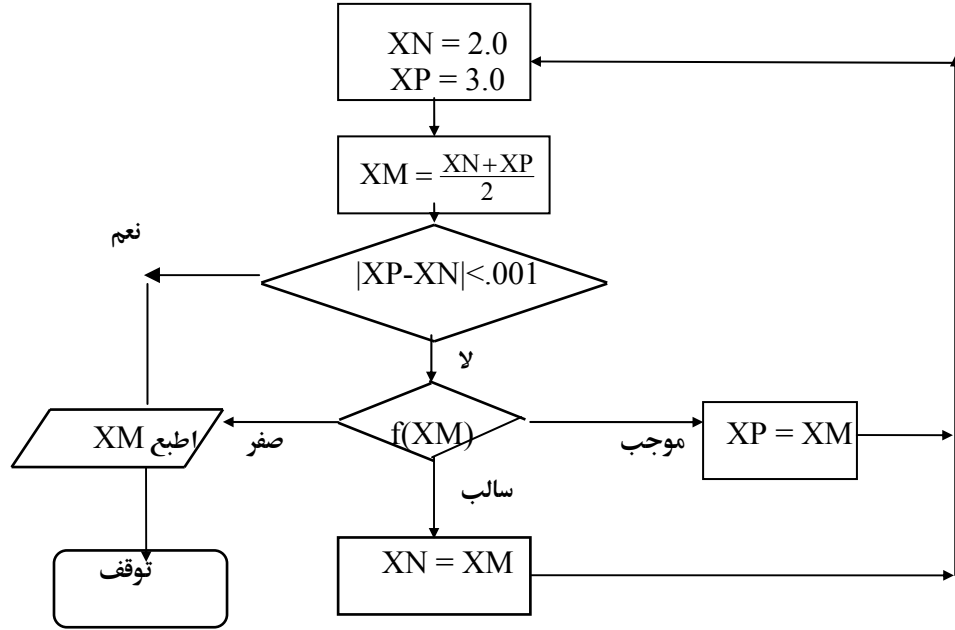 XN = 2.0
XP = 3.0
XM = \frac{XN+XP}{2}
نعم
|XP-XN|<.001
لا
اطبع XM
صفر
f(XM)
موجب
XP = XM
سالب
XN = XM
توقف